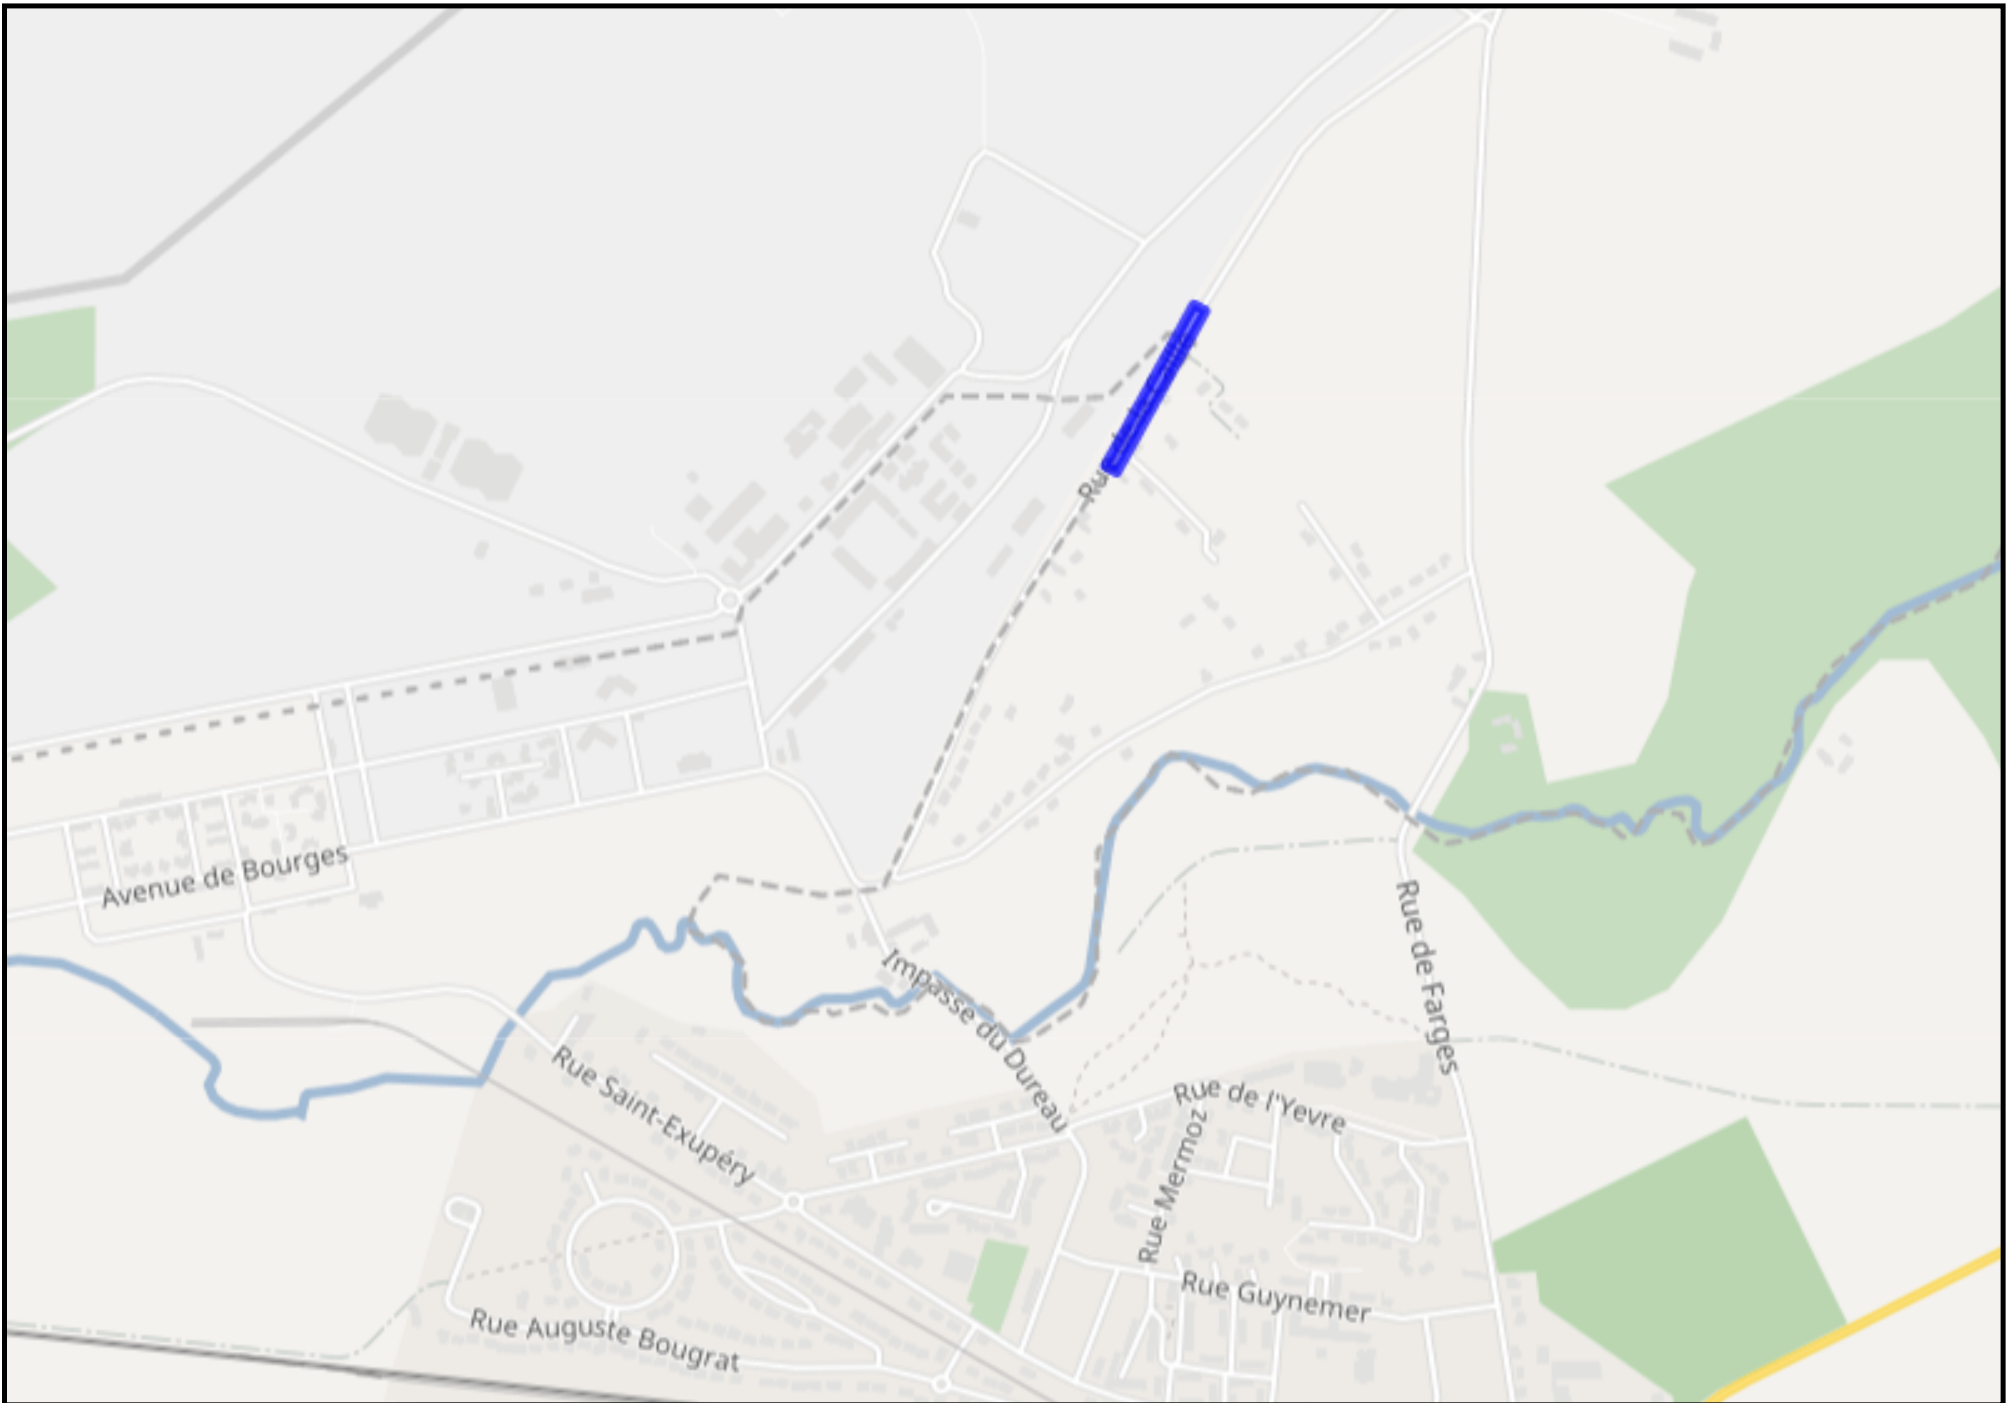 Avenue de Bourges
Impasse du Dureau
Rue de Farges
Rue Saint-Exupéry
Rue de l'Yevre
Rue Mermoz
Rue Guynemer
Rue Auguste Bougrat